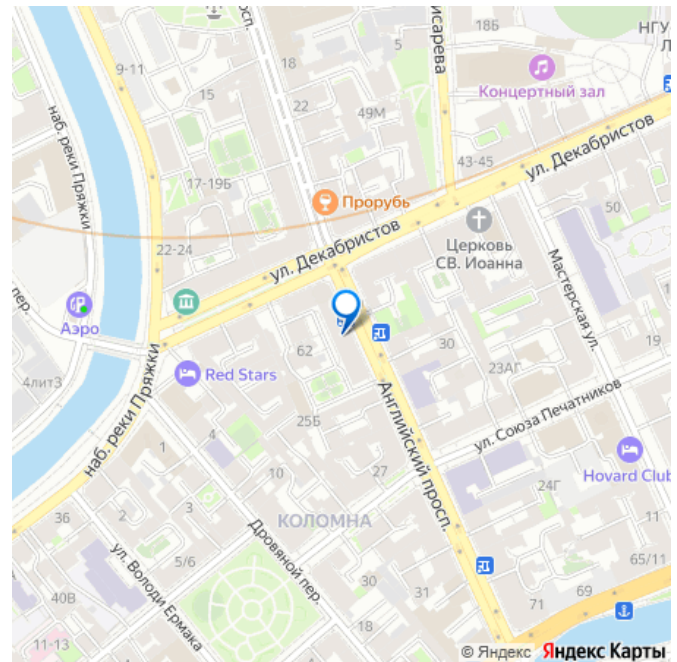 просп.
18
5
исарева
18Б
НГУ
Л
9-11
15
22
49М
Концертный зал
наб. реки Пряжки
17-19Б
43-45
ул. Декабристов
Прорубь
50
22-24
ул. Декабристов
Церковь
СВ. Иоанна
Мастерская ул.
пер.
Аэро
62
30
23АГ
19
4лит3
Red Stars
наб. реки Пряжки
Английский просп.
ул. Союза Печатников
25Б
4
1
10
27
Hovard Club
24Г
36
2
3
КОЛОМНА
11
5/6
Дровяной пер.
ул. Володи Ермака
30
31
69
65/11
40В
33
71
11-13
© Яндекс Яндекс Карты